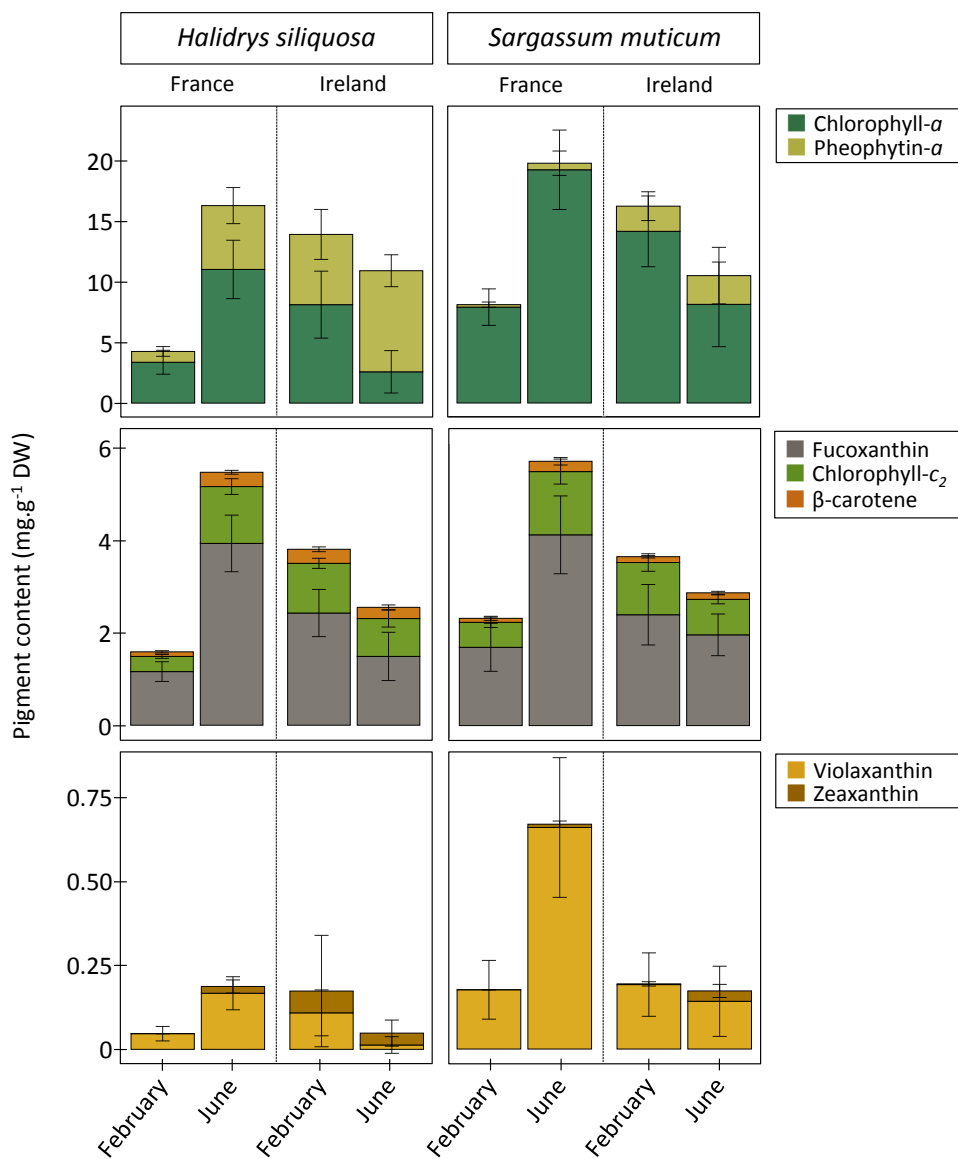 Halidrys siliquosa
Sargassum muticum
France
Ireland
France
Ireland
Chlorophyll-a
Pheophytin-a
20
15
10
5
0
Pigment content (mg.g-1 DW)
Fucoxanthin
Chlorophyll-c2
β-carotene
6
4
2
0
Violaxanthin
Zeaxanthin
0.75
0.50
0.25
0
February
June
February
June
February
June
February
June